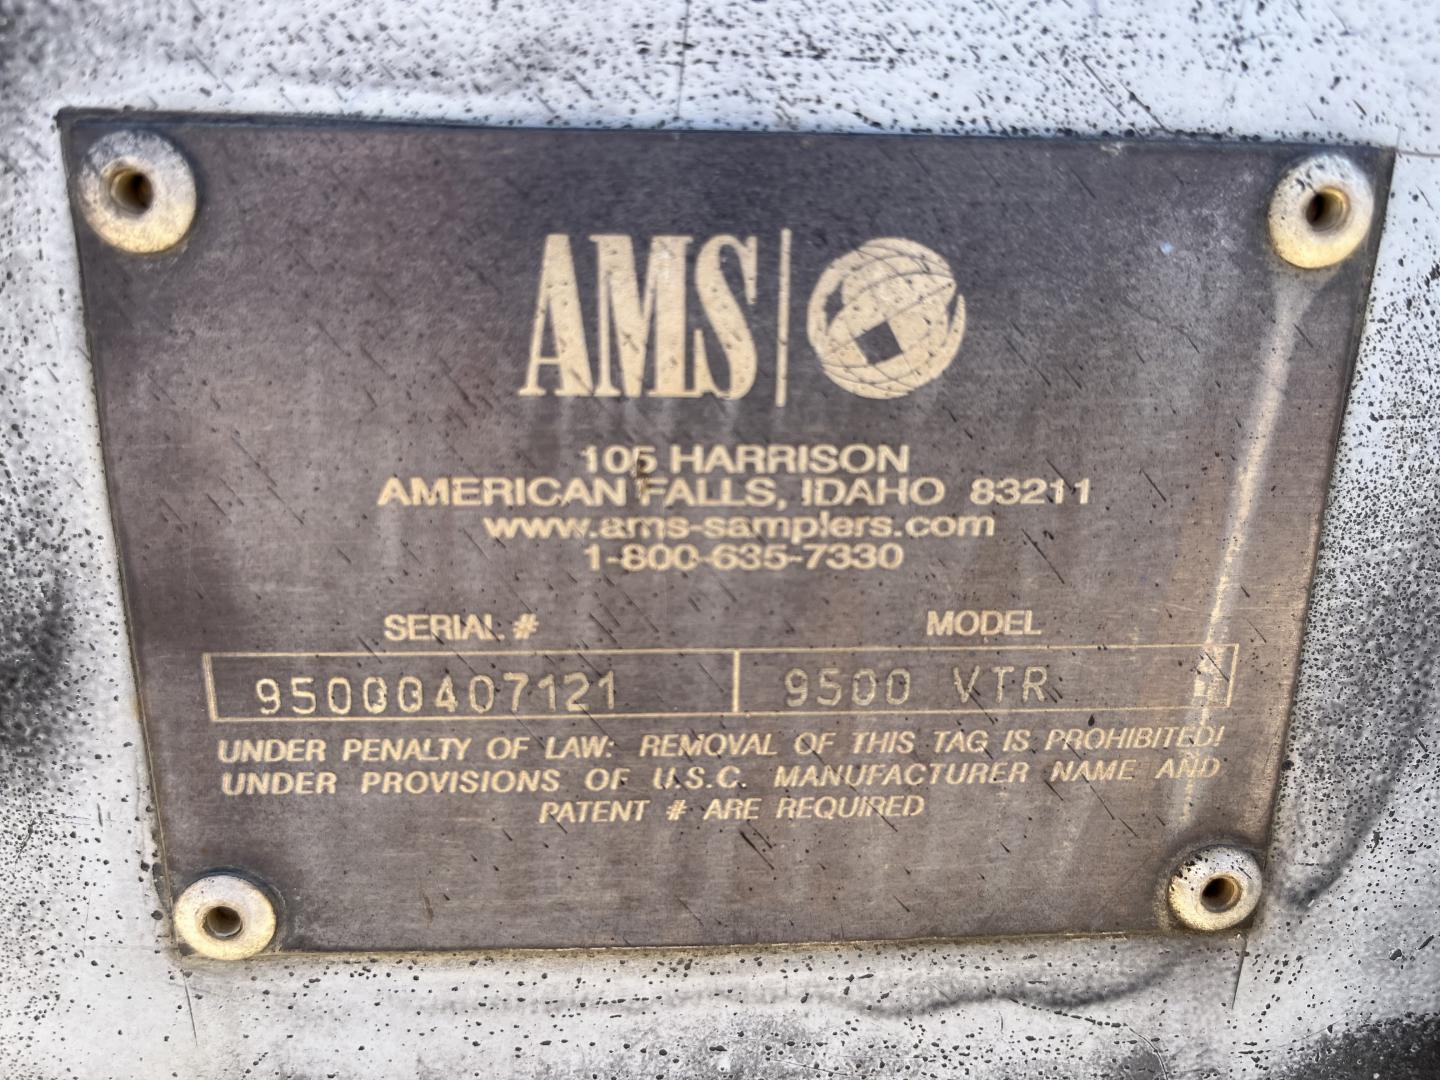 AMS
105 HARRISON
AMERICAN FALLS, IDAHO 83211
www.ams-samplers.com
1-800-635-7330
SERIAL # MODEL
95000407121 9500 VTR
UNDER PENALTY OF LAW: REMOVAL OF THIS TAG IS PROHIBITED!
UNDER PROVISIONS OF U.S.C. MANUFACTURER NAME AND
PATENT # ARE REQUIRED